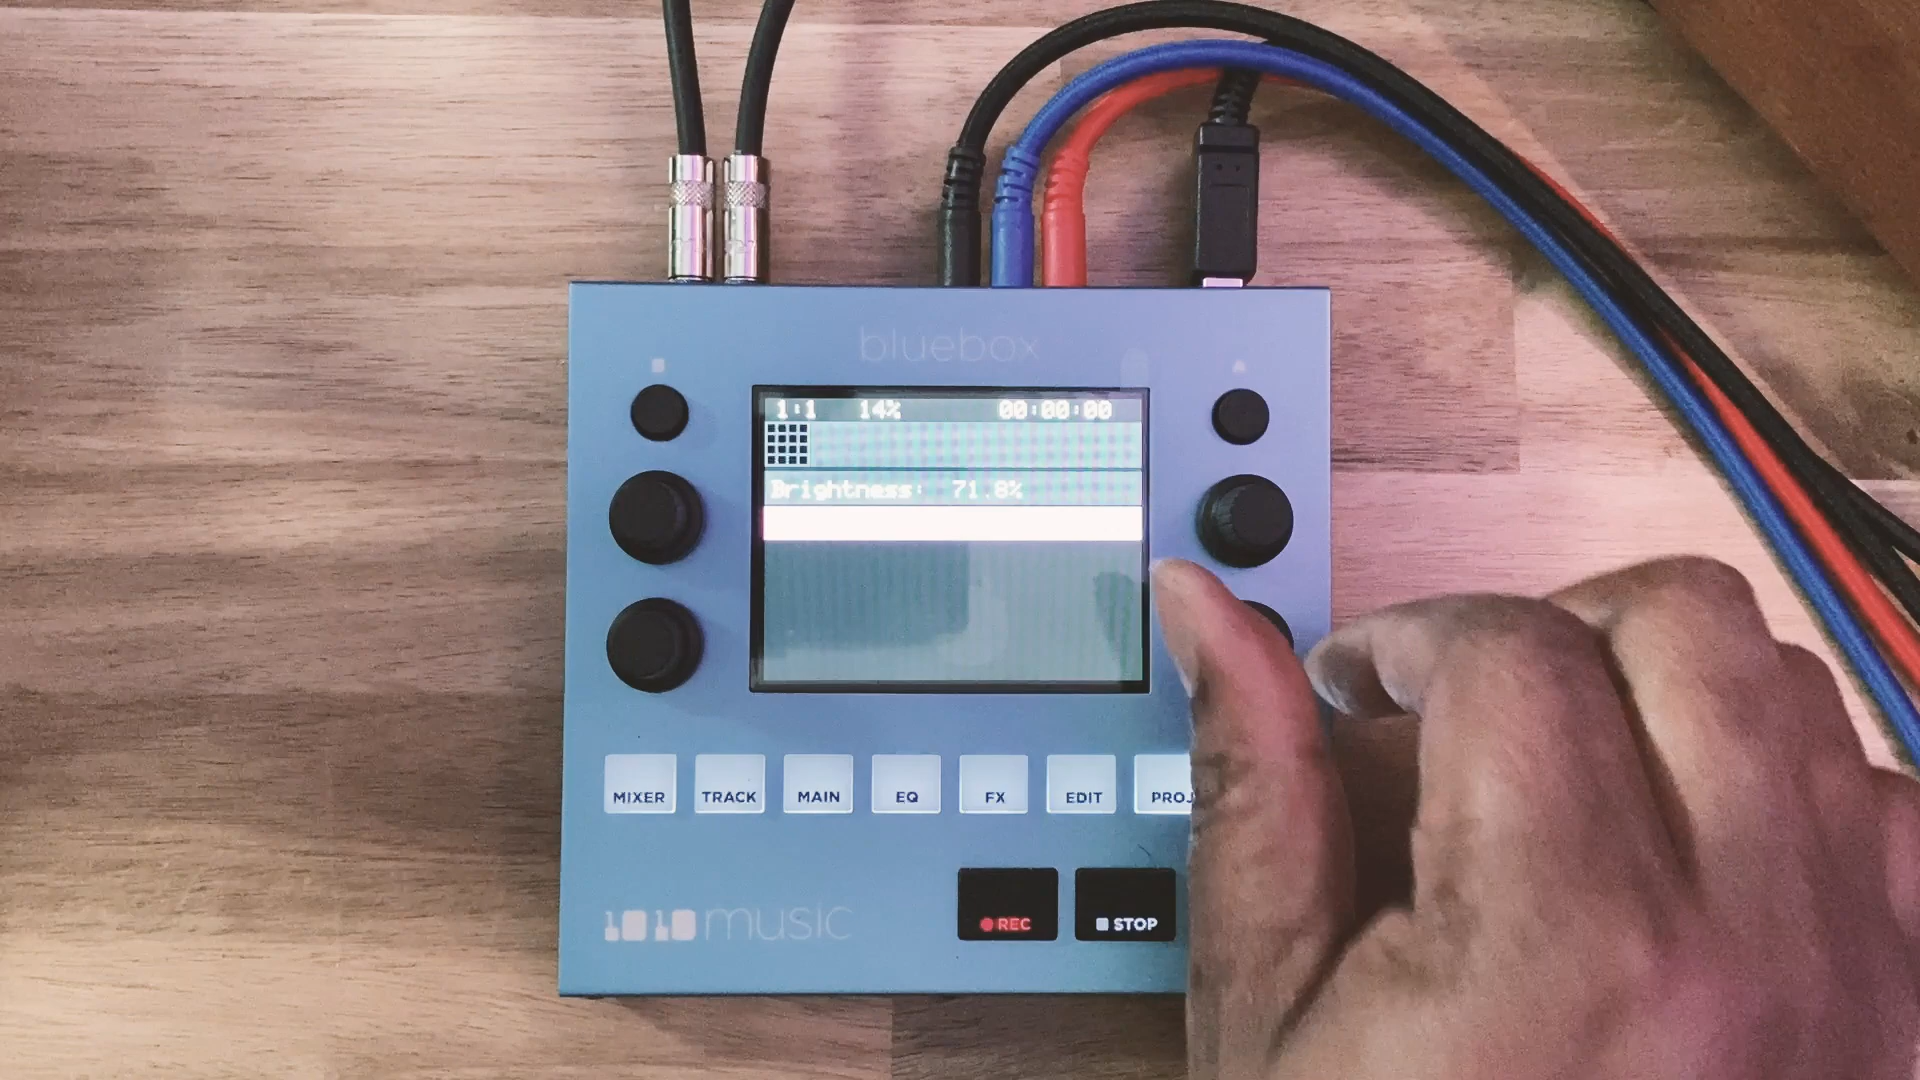 bluebox
1:1 14% 00:00:00
Brightness: 71.8%
MIXER TRACK MAIN EQ FX EDIT PROJ
REC STOP
1010music